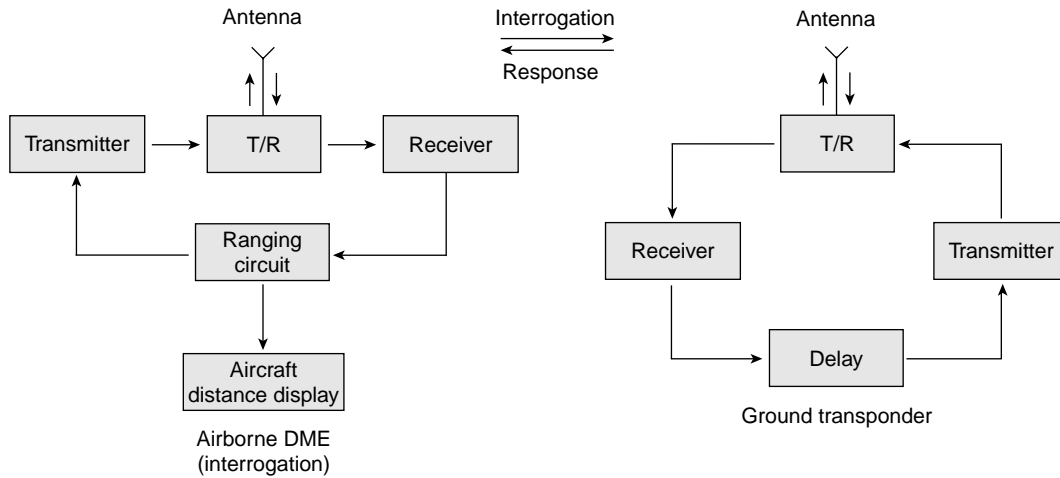 Antenna
Interrogation
Response
Antenna
Transmitter
T/R
Receiver
Ranging
circuit
Aircraft
distance display
Airborne DME
(interrogation)
T/R
Receiver
Transmitter
Delay
Ground transponder